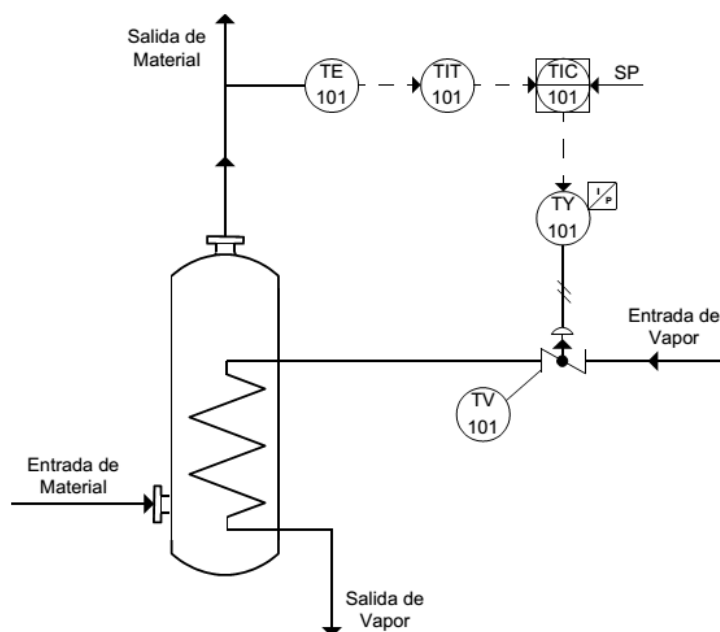 Salida de
Material
TE
101
TIT
101
TIC
101
SP
TY
101
I
P
Entrada de
Vapor
TV
101
Entrada de
Material
Salida de
Vapor